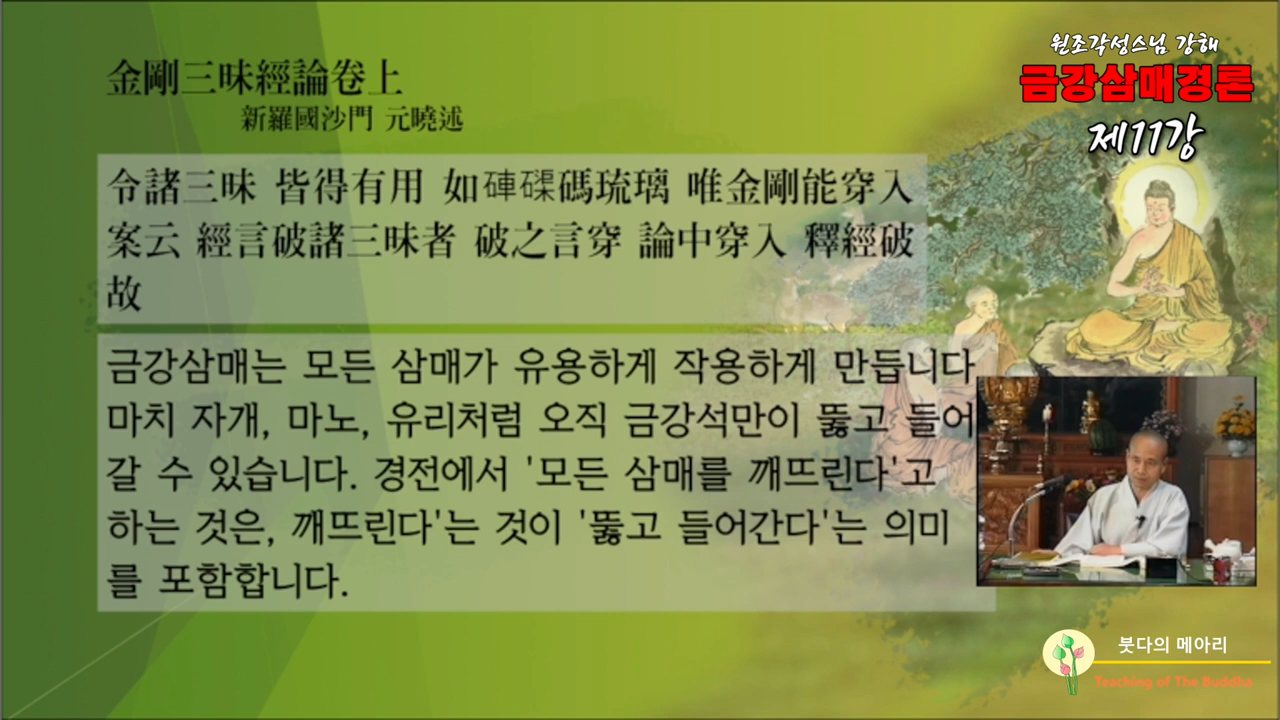 金剛三昧經論卷上
新羅國沙門 元曉述
원조각성스님 강해
금강삼매경론
제11강
令諸三昧 皆得有用 如硨磲碼琉璃 唯金剛能穿入
案云 經言破諸三昧者 破之言穿 論中穿入 釋經破
故
금강삼매는 모든 삼매가 유용하게 작용하게 만듭니다
마치 자개, 마노, 유리처럼 오직 금강석만이 뚫고 들어
갈 수 있습니다. 경전에서 '모든 삼매를 깨뜨린다'고
하는 것은, 깨뜨린다'는 것이 '뚫고 들어간다'는 의미
를 포함합니다.
붓다의 메아리
Teaching of The Buddha